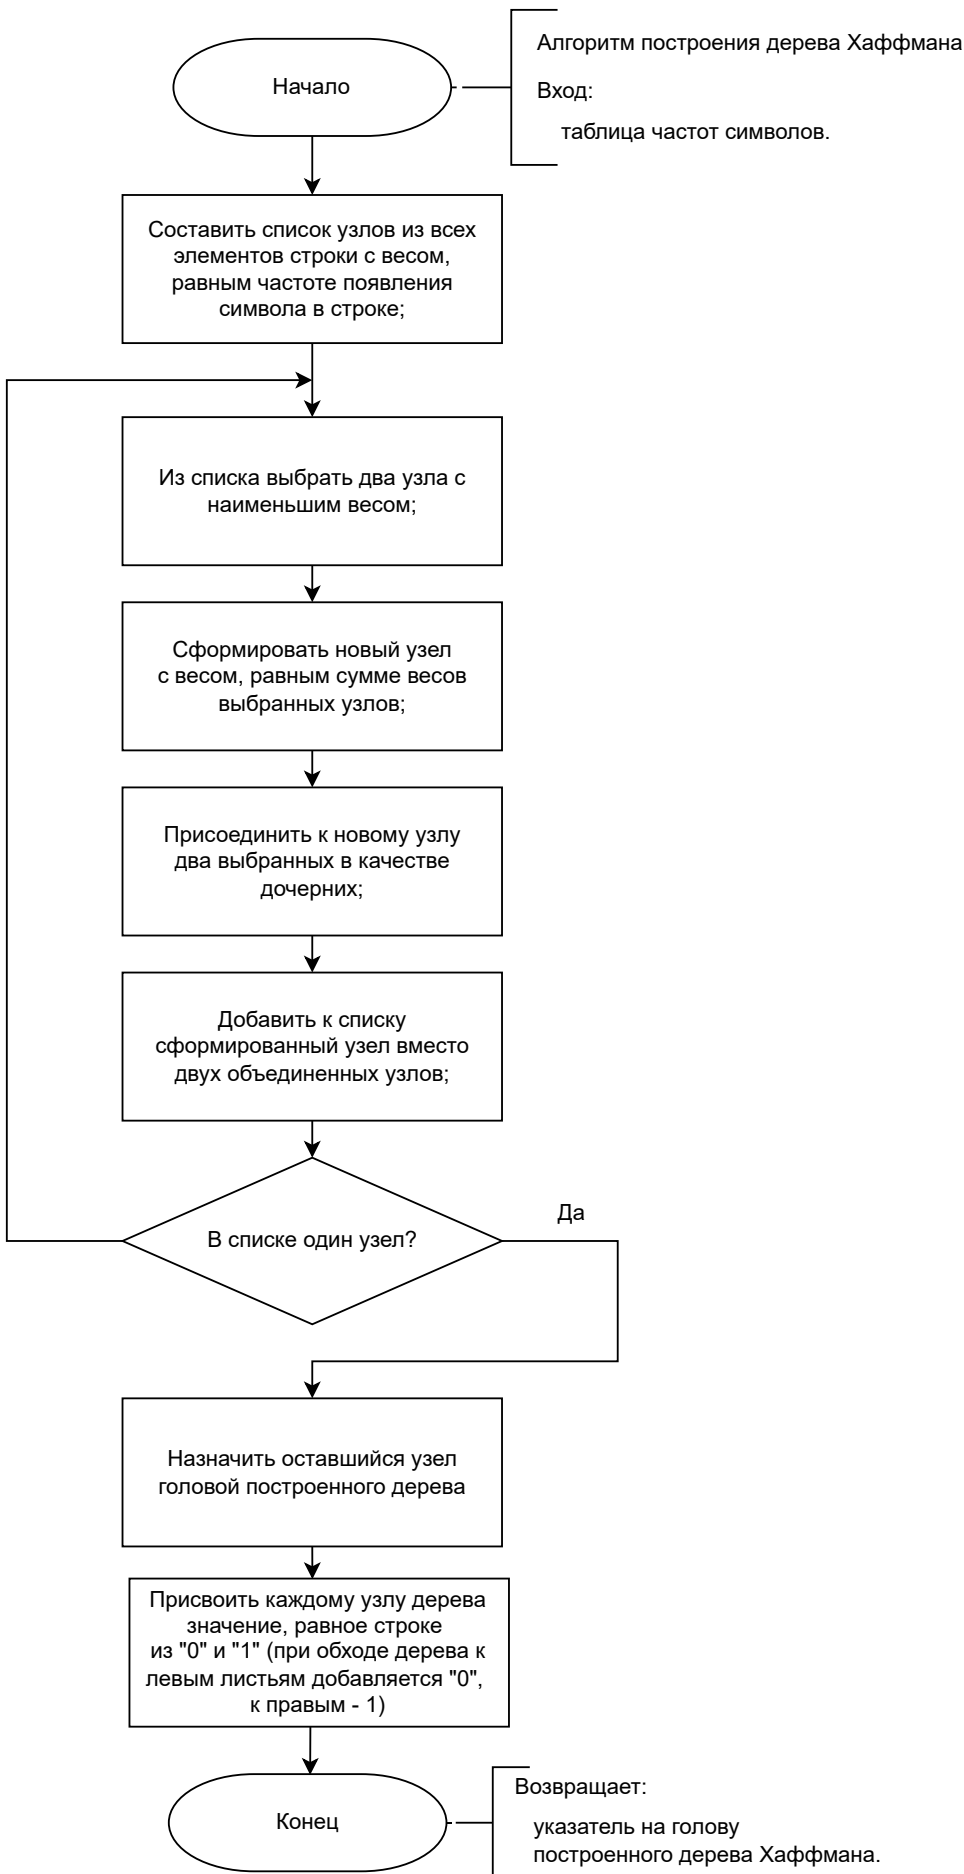 Начало
Алгоритм построения дерева Хаффмана
Вход:
таблица частот символов.
Составить список узлов из всех
элементов строки с весом,
равным частоте появления
символа в строке;
Из списка выбрать два узла с
наименьшим весом;
Сформировать новый узел
с весом, равным сумме весов
выбранных узлов;
Присоединить к новому узлу
два выбранных в качестве
дочерних;
Добавить к списку
сформированный узел вместо
двух объединенных узлов;
В списке один узел?
Да
Назначить оставшийся узел
головой построенного дерева
Присвоить каждому узлу дерева
значение, равное строке
из "0" и "1" (при обходе дерева к
левым листьям добавляется "0",
к правым - 1)
Конец
Возвращает:
указатель на голову
построенного дерева Хаффмана.